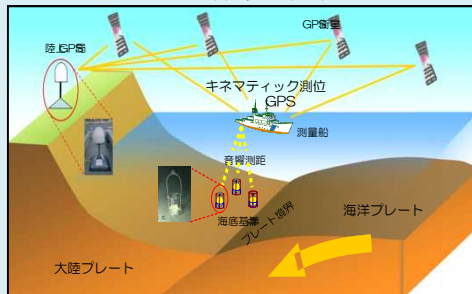 GPS衛星
陸上GPS局
キネマティック測位
GPS
測量船
音響測距
海底基準
プレート境界
海洋プレート
大陸プレート